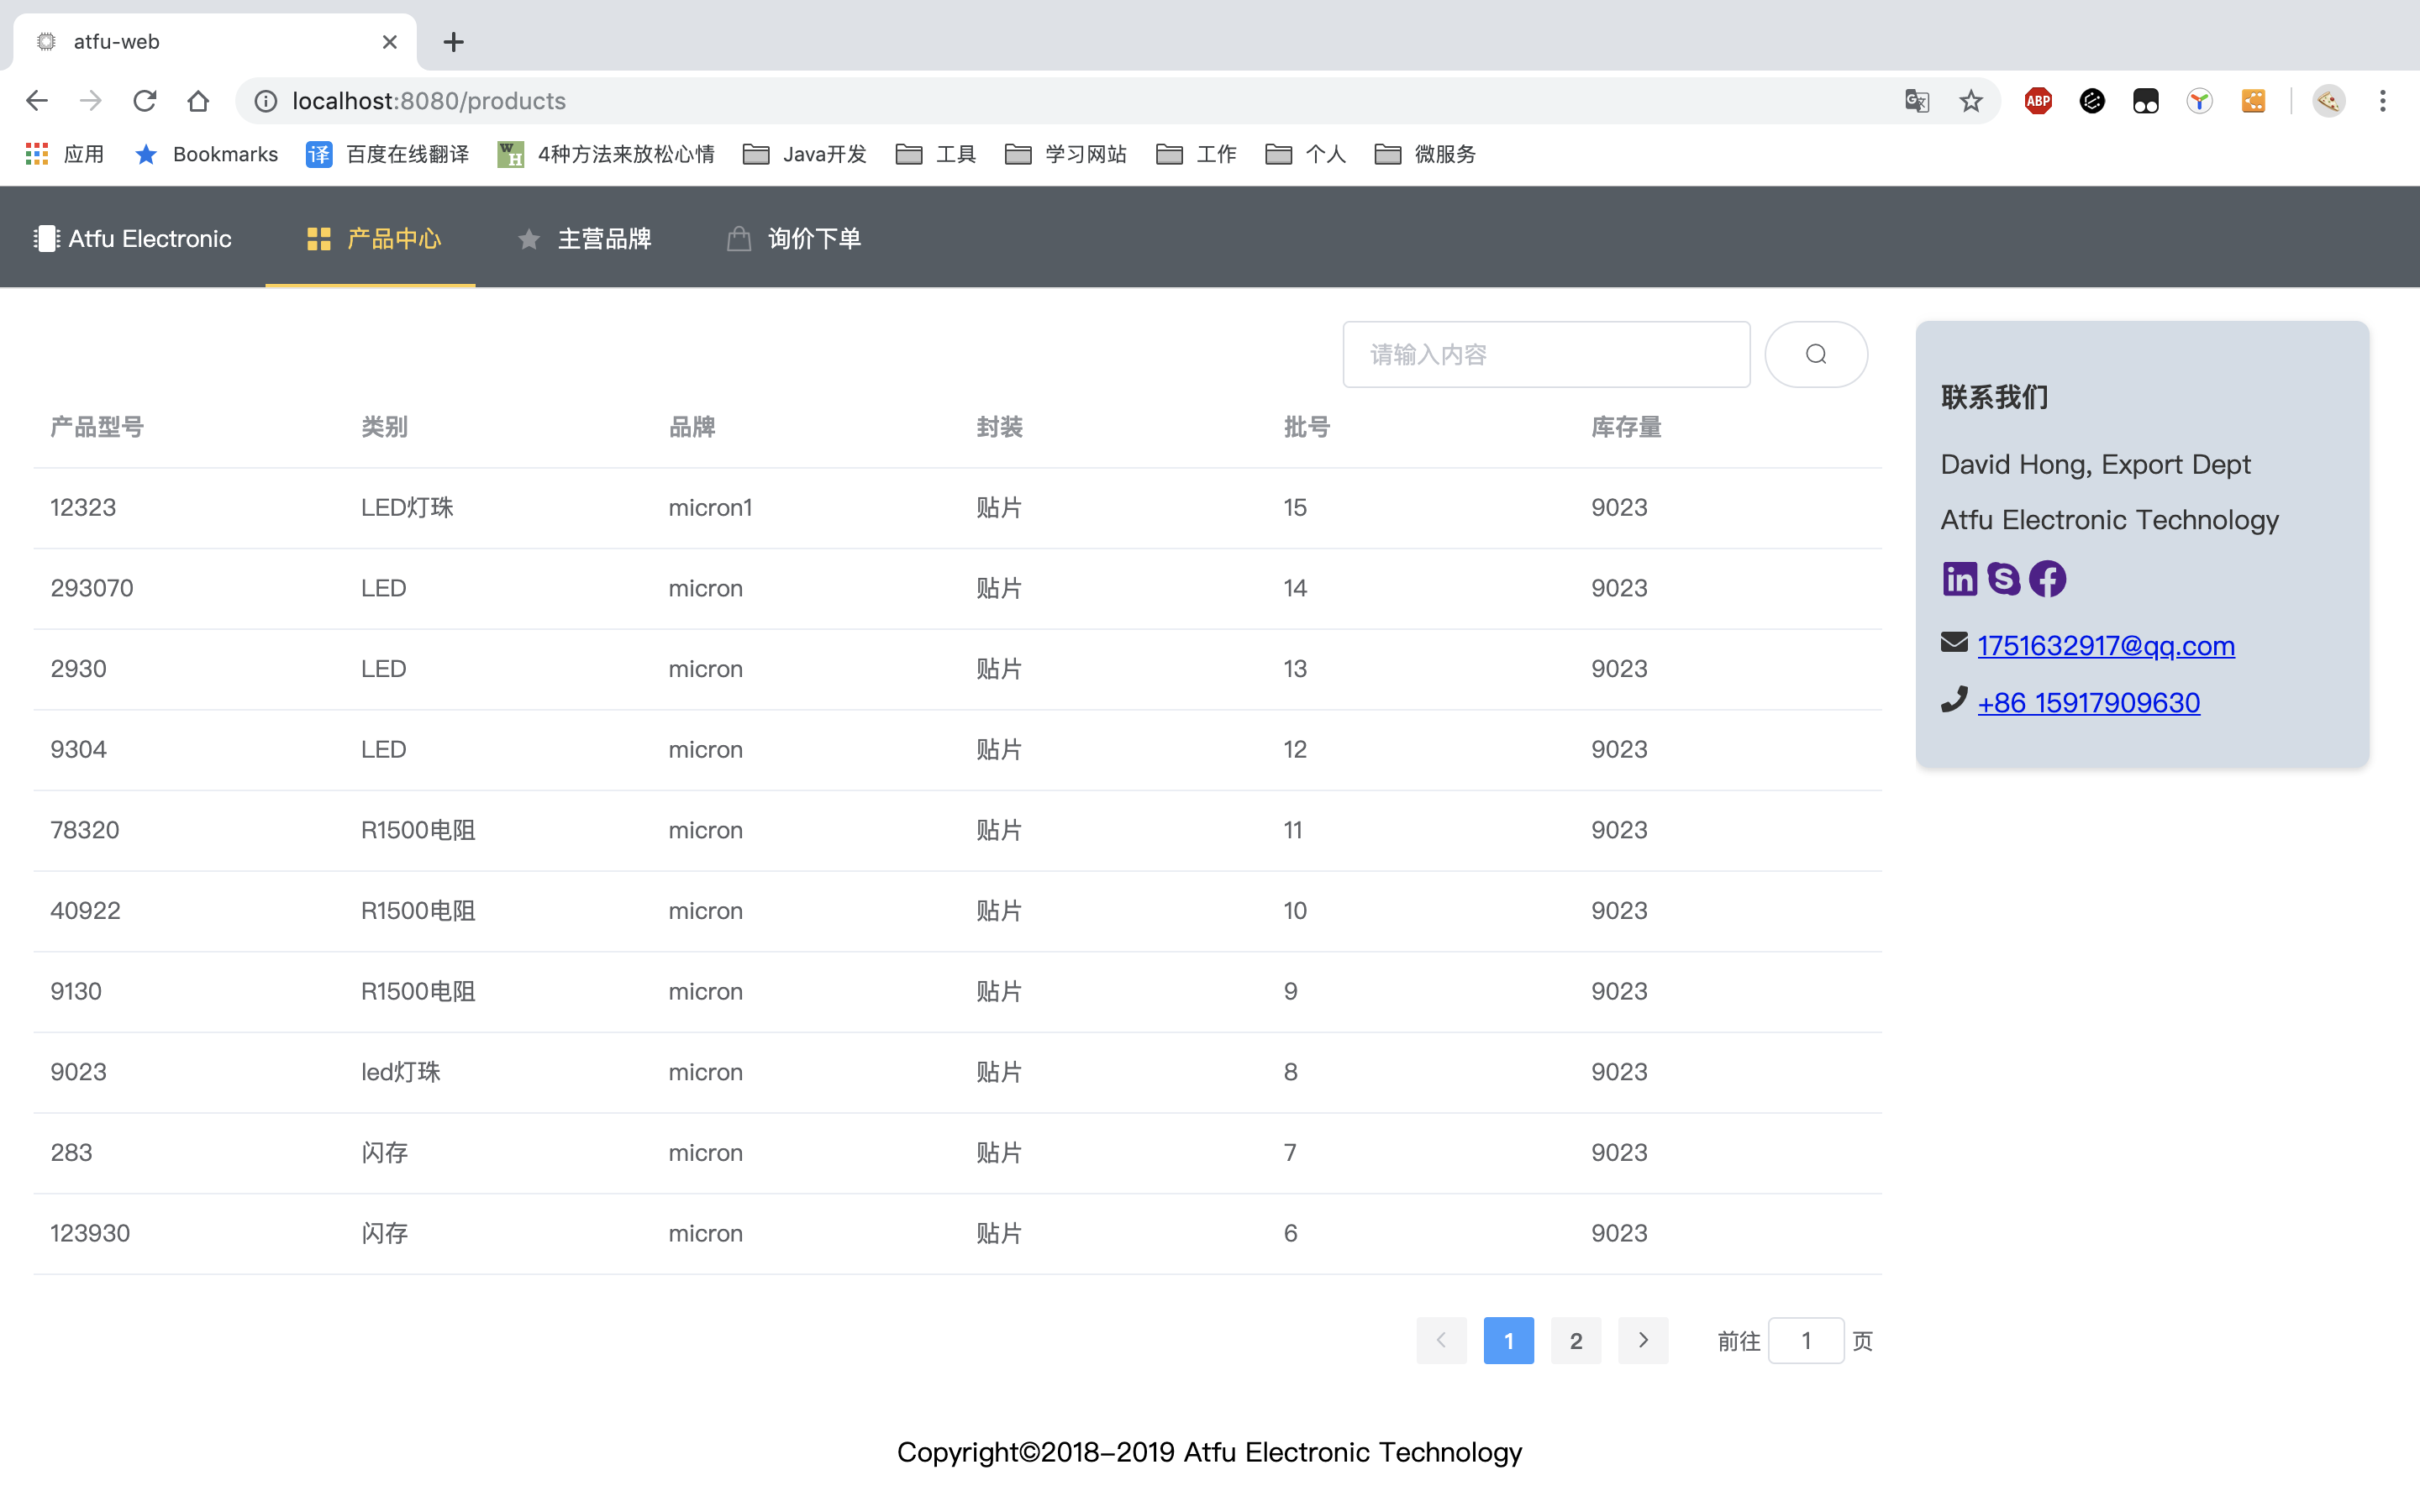 atfu-web
localhost:8080/products
ABP
应用 Bookmarks 译 百度在线翻译 WH 4种方法来放松心情 Java开发 工具 学习网站 工作 个人 微服务
Atfu Electronic 产品中心 主营品牌 询价下单
请输入内容
产品型号 类别 品牌 封装 批号 库存量
12323 LED灯珠 micron1 贴片 15 9023
293070 LED micron 贴片 14 9023
2930 LED micron 贴片 13 9023
9304 LED micron 贴片 12 9023
78320 R1500电阻 micron 贴片 11 9023
40922 R1500电阻 micron 贴片 10 9023
9130 R1500电阻 micron 贴片 9 9023
9023 led灯珠 micron 贴片 8 9023
283 闪存 micron 贴片 7 9023
123930 闪存 micron 贴片 6 9023
1 2 前往 1 页
联系我们
David Hong, Export Dept
Atfu Electronic Technology
1751632917@qq.com
+86 15917909630
Copyright©2018–2019 Atfu Electronic Technology